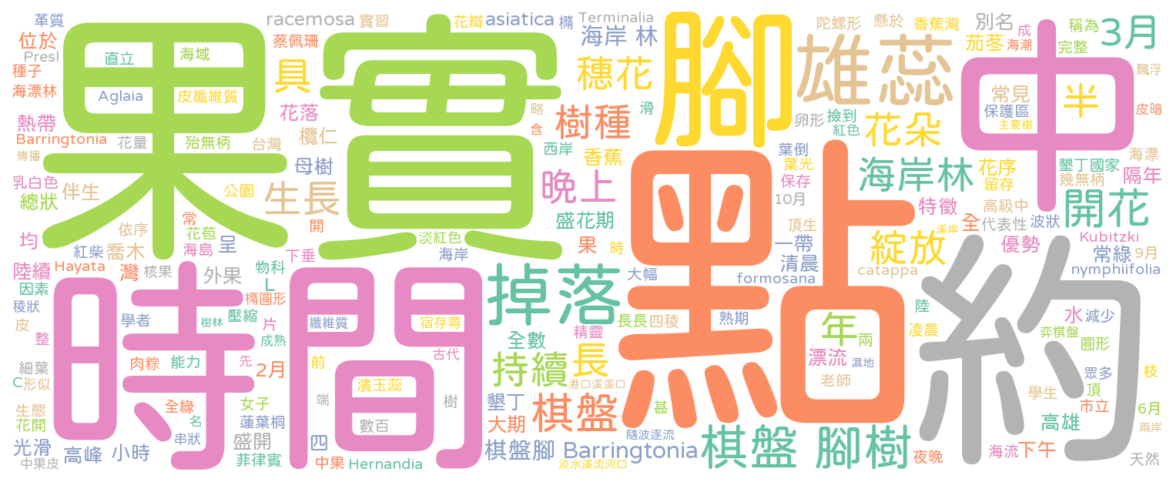 革質
位於
Presl
種子
海漂林
熱帶
Barringtonia
傳播
乳白色
總狀
均
直立
海域
Aglaia
皮纖維質
花量
殆無柄
台灣
伴生
公園
依序
常
花苞
紅柴
喬木
海島
呈
果實
racemosa
實習
蔡佩珊
具
花落
欖仁
母樹
生長
開
淡紅色
下垂
海岸
花瓣
asiatica
穗花
略
含
西岸
樹種
香蕉
晚上
盛花期
果
時
橋
Terminalia
海岸 林
滑
腳
雄蕊
陀螺形
懸於
香蕉灣
別名
茄苳
卵形
撿到
紅色
花朵
常見
保護區
葉倒
葉光
保存
10月
頂生
海岸林
花序
留存
幾無柄
特徵
高級中
全
代表性
一帶
清晨
綻放
優勢
溪岸
catappa
formosana
3月
成
稱為
完整
海潮
飄浮
半
主要樹
皮暗
中
海漂
墾丁國家
隔年
波狀
開花
Kubitzki
常綠
9月
nymphiifolia
陸續
Hayata
灣
因素
稜狀
皮
橢圓形
整
核果
外果
物科
L
壓縮
學者
片
樹林
成熟
細葉
C
形似
肉粽
能力
先
2月
生態
花開
全緣
名
女子
蓮葉桐
光滑
高峰
小時
串狀
盛開
中果皮
菲律賓
時間
纖維質
宿存萼
前
古代
端
濱玉蕊
四
數百
樹
中果
Hernandia
掉落
大幅
精靈
長長
四稜
熟期
全數
持續
長
港口溪溪口
墾丁
大期
棋盤
甚
隨波逐流
棋盤腳 Barringtonia
淡水溪流河口
點
年
兩
漂流
濕地
老師
棋盤 腳樹
約
陸
凌晨
水
減少
弈棋盤
圓形
眾多
枝
頂
學生
市立
6月
高雄
兩岸
夜晚
海流
下午
天然